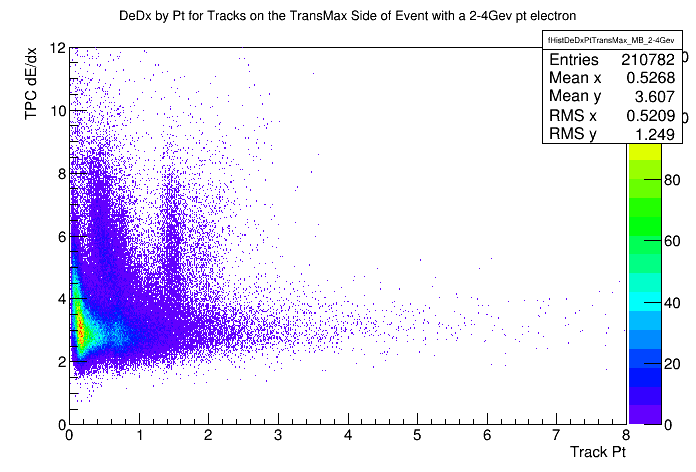 DeDx by Pt for Tracks on the TransMax Side of Event with a 2-4Gev pt electron
fHistDeDxPtTransMax_MB_2-4Gev
Entries 210782
Mean x 0.5268
Mean y 3.607
RMS x 0.5209
RMS y 1.249
TPC dE/dx
12
10
8
6
4
2
0
0 1 2 3 4 5 6 7 8
Track Pt
0
0
80
60
40
20
0